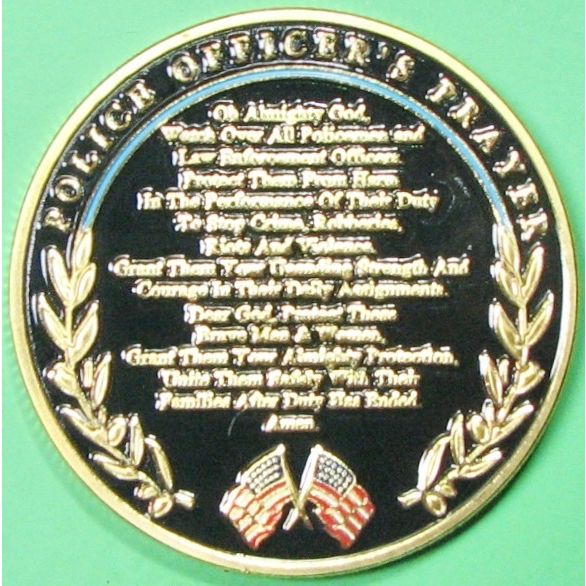 POLICE OFFICER'S PRAYER
Oh Almighty God,
Watch Over All Policemen and
Law Enforcement Officers
Protect Them From Harm
In The Performance Of Their Duty
To Stop Crime, Robberies,
Riots And Violence.
Grant Them Your Unending Strength And
Courage In Their Daily Assignments.
Dear God, Protect These
Brave Men & Women,
Grant Them Your Almighty Protection,
Unite Them Safely With Their
Families After Duty Has Ended.
Amen.